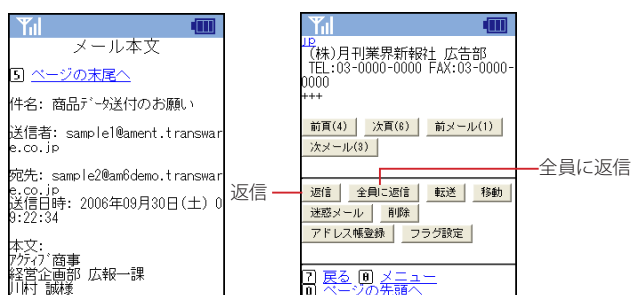 メール本文
5 ページの末尾へ
件名: 商品ﾃﾞｰﾀ送付のお願い
送信者: sample1@ament.transwar
e.co.jp
宛先: sample2@am6demo.transwar
e.co.jp
送信日時: 2006年09月30日(土) 0
9:22:34
本文:
ｱｸﾃｨﾌﾞ商事
経営企画部 広報一課
川村 誠様
jp
(株)月刊業界新報社 広告部
TEL:03-0000-0000 FAX:03-0000-
0000
+++
前頁(4) 次頁(6) 前メール(1)
次メール(3)
返信 全員に返信 転送 移動
迷惑メール 削除
アドレス帳登録 フラグ設定
7 戻る 8 メニュー
0 ページの先頭へ
返信
全員に返信